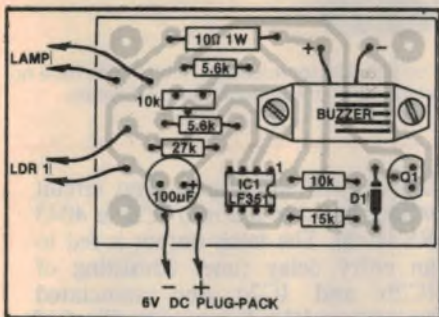 10Ω 1W
+ -
LAMP
5.6k
10k
BUZZER
5.6k
27k
LDR 1
1
+
100µF
IC1
LF351
10k
Q1
D1
15k
- +
6V DC PLUG-PACK